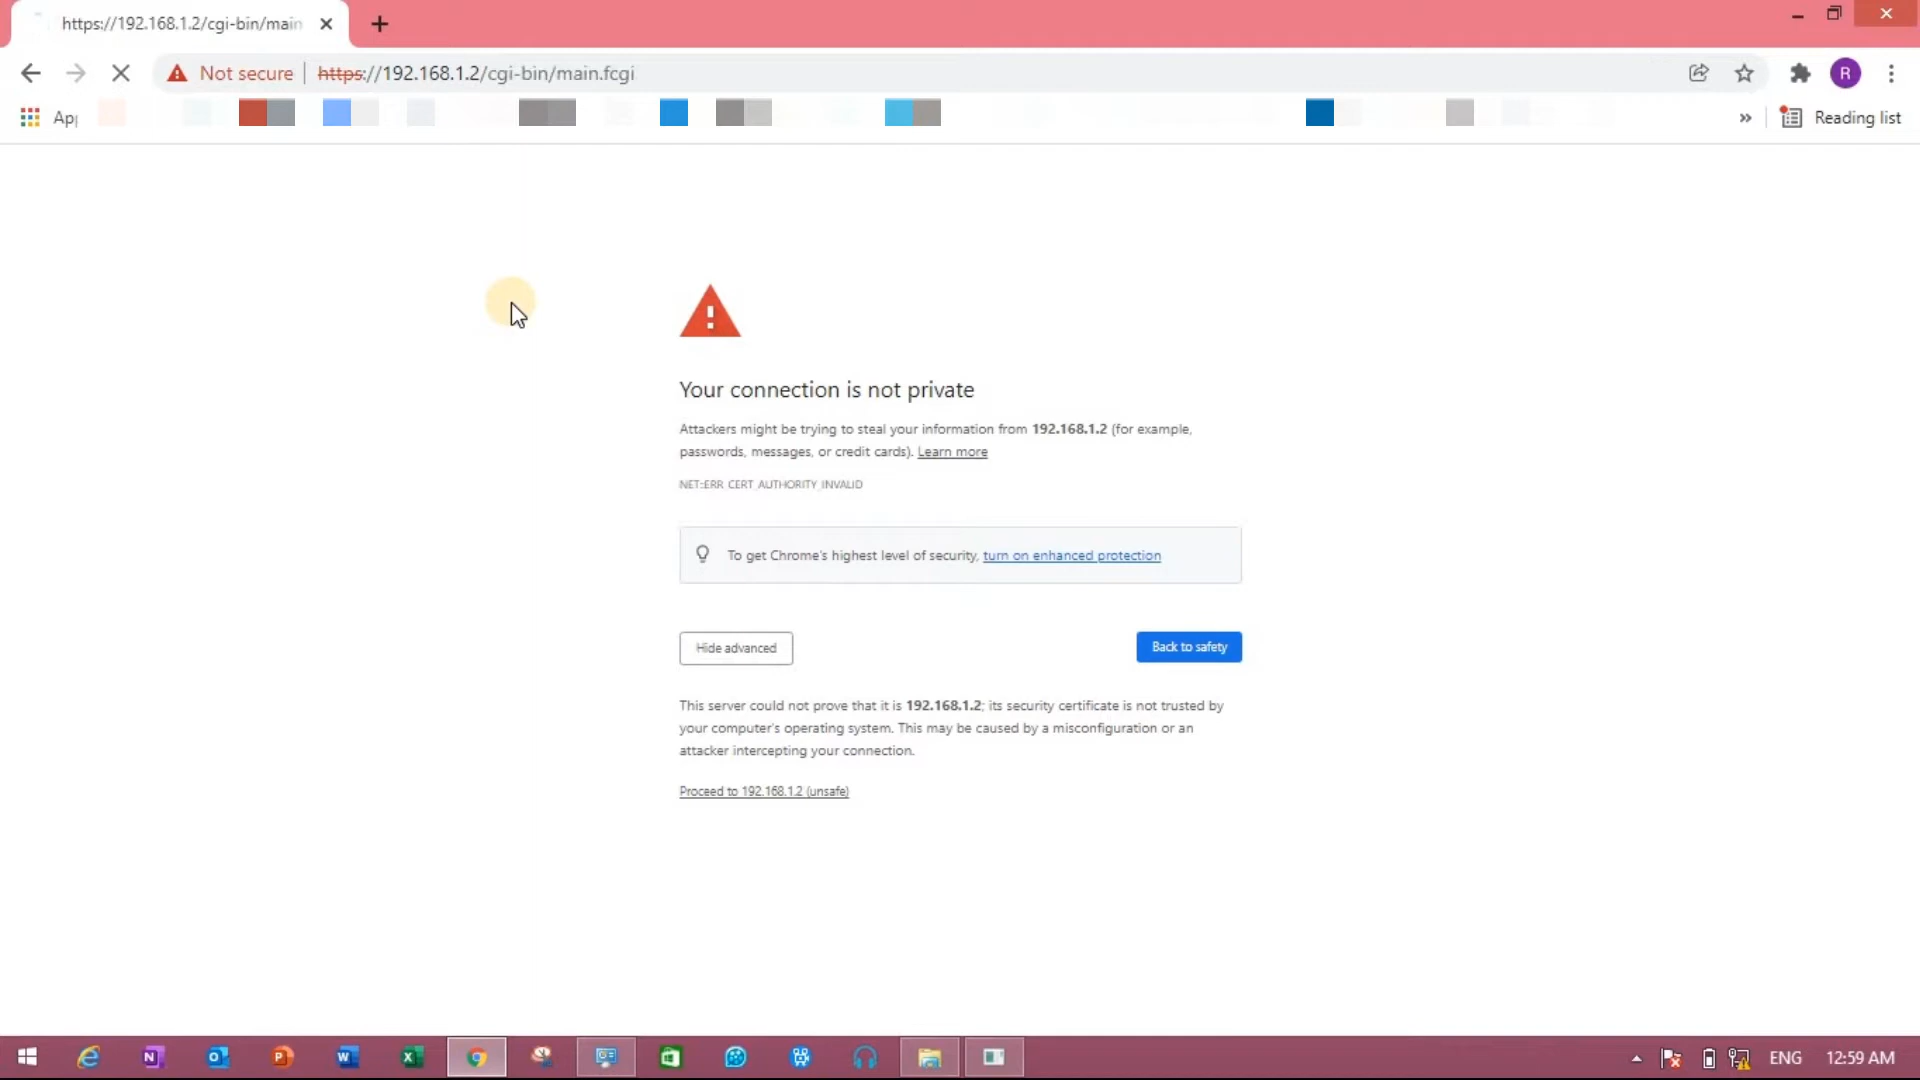 https://192.168.1.2/cgi-bin/main
Not secure
https://192.168.1.2/cgi-bin/main.fcgi
R
App
»
Reading list
Your connection is not private
Attackers might be trying to steal your information from 192.168.1.2 (for example,
passwords, messages, or credit cards). Learn more
NET::ERR_CERT_AUTHORITY_INVALID
To get Chrome's highest level of security, turn on enhanced protection
Hide advanced
Back to safety
This server could not prove that it is 192.168.1.2; its security certificate is not trusted by
your computer's operating system. This may be caused by a misconfiguration or an
attacker intercepting your connection.
Proceed to 192.168.1.2 (unsafe)
ENG
12:59 AM